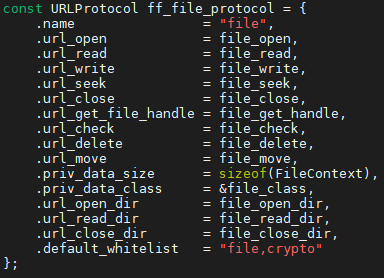 const URLProtocol ff_file_protocol = {
    .name                = "file",
    .url_open            = file_open,
    .url_read            = file_read,
    .url_write           = file_write,
    .url_seek            = file_seek,
    .url_close           = file_close,
    .url_get_file_handle = file_get_handle,
    .url_check           = file_check,
    .url_delete          = file_delete,
    .url_move            = file_move,
    .priv_data_size      = sizeof(FileContext),
    .priv_data_class     = &file_class,
    .url_open_dir        = file_open_dir,
    .url_read_dir        = file_read_dir,
    .url_close_dir       = file_close_dir,
    .default_whitelist   = "file,crypto"
};